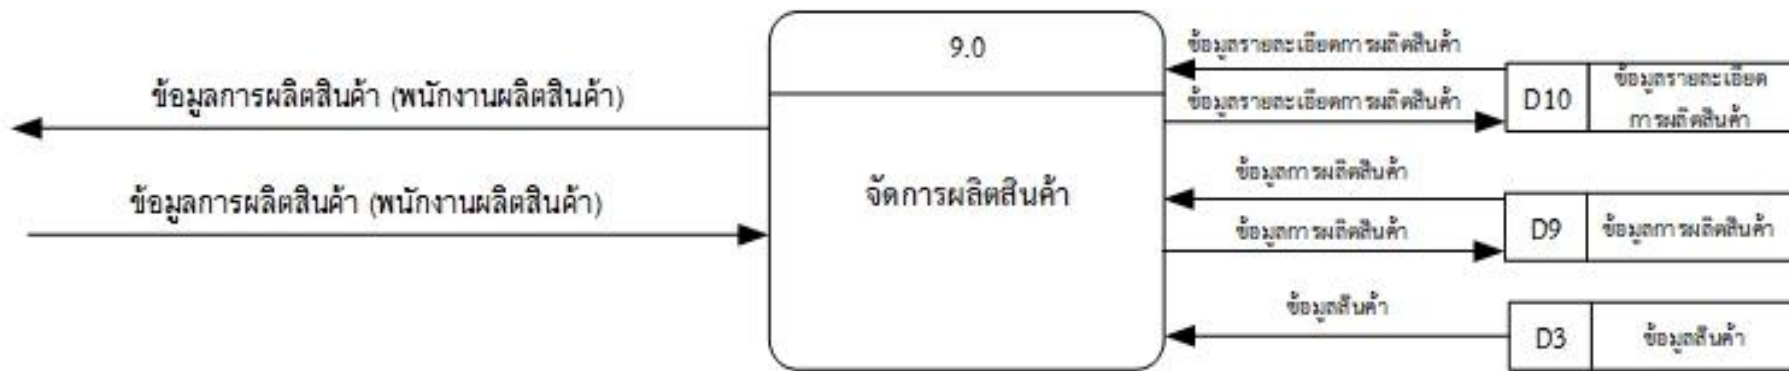 9.0
จัดการผลิตสินค้า
ข้อมูลการผลิตสินค้า (พนักงานผลิตสินค้า)
ข้อมูลการผลิตสินค้า (พนักงานผลิตสินค้า)
ข้อมูลรายละเอียดการผลิตสินค้า
ข้อมูลรายละเอียดการผลิตสินค้า
D10
ข้อมูลรายละเอียด
การผลิตสินค้า
ข้อมูลการผลิตสินค้า
ข้อมูลการผลิตสินค้า
D9
ข้อมูลการผลิตสินค้า
ข้อมูลสินค้า
D3
ข้อมูลสินค้า